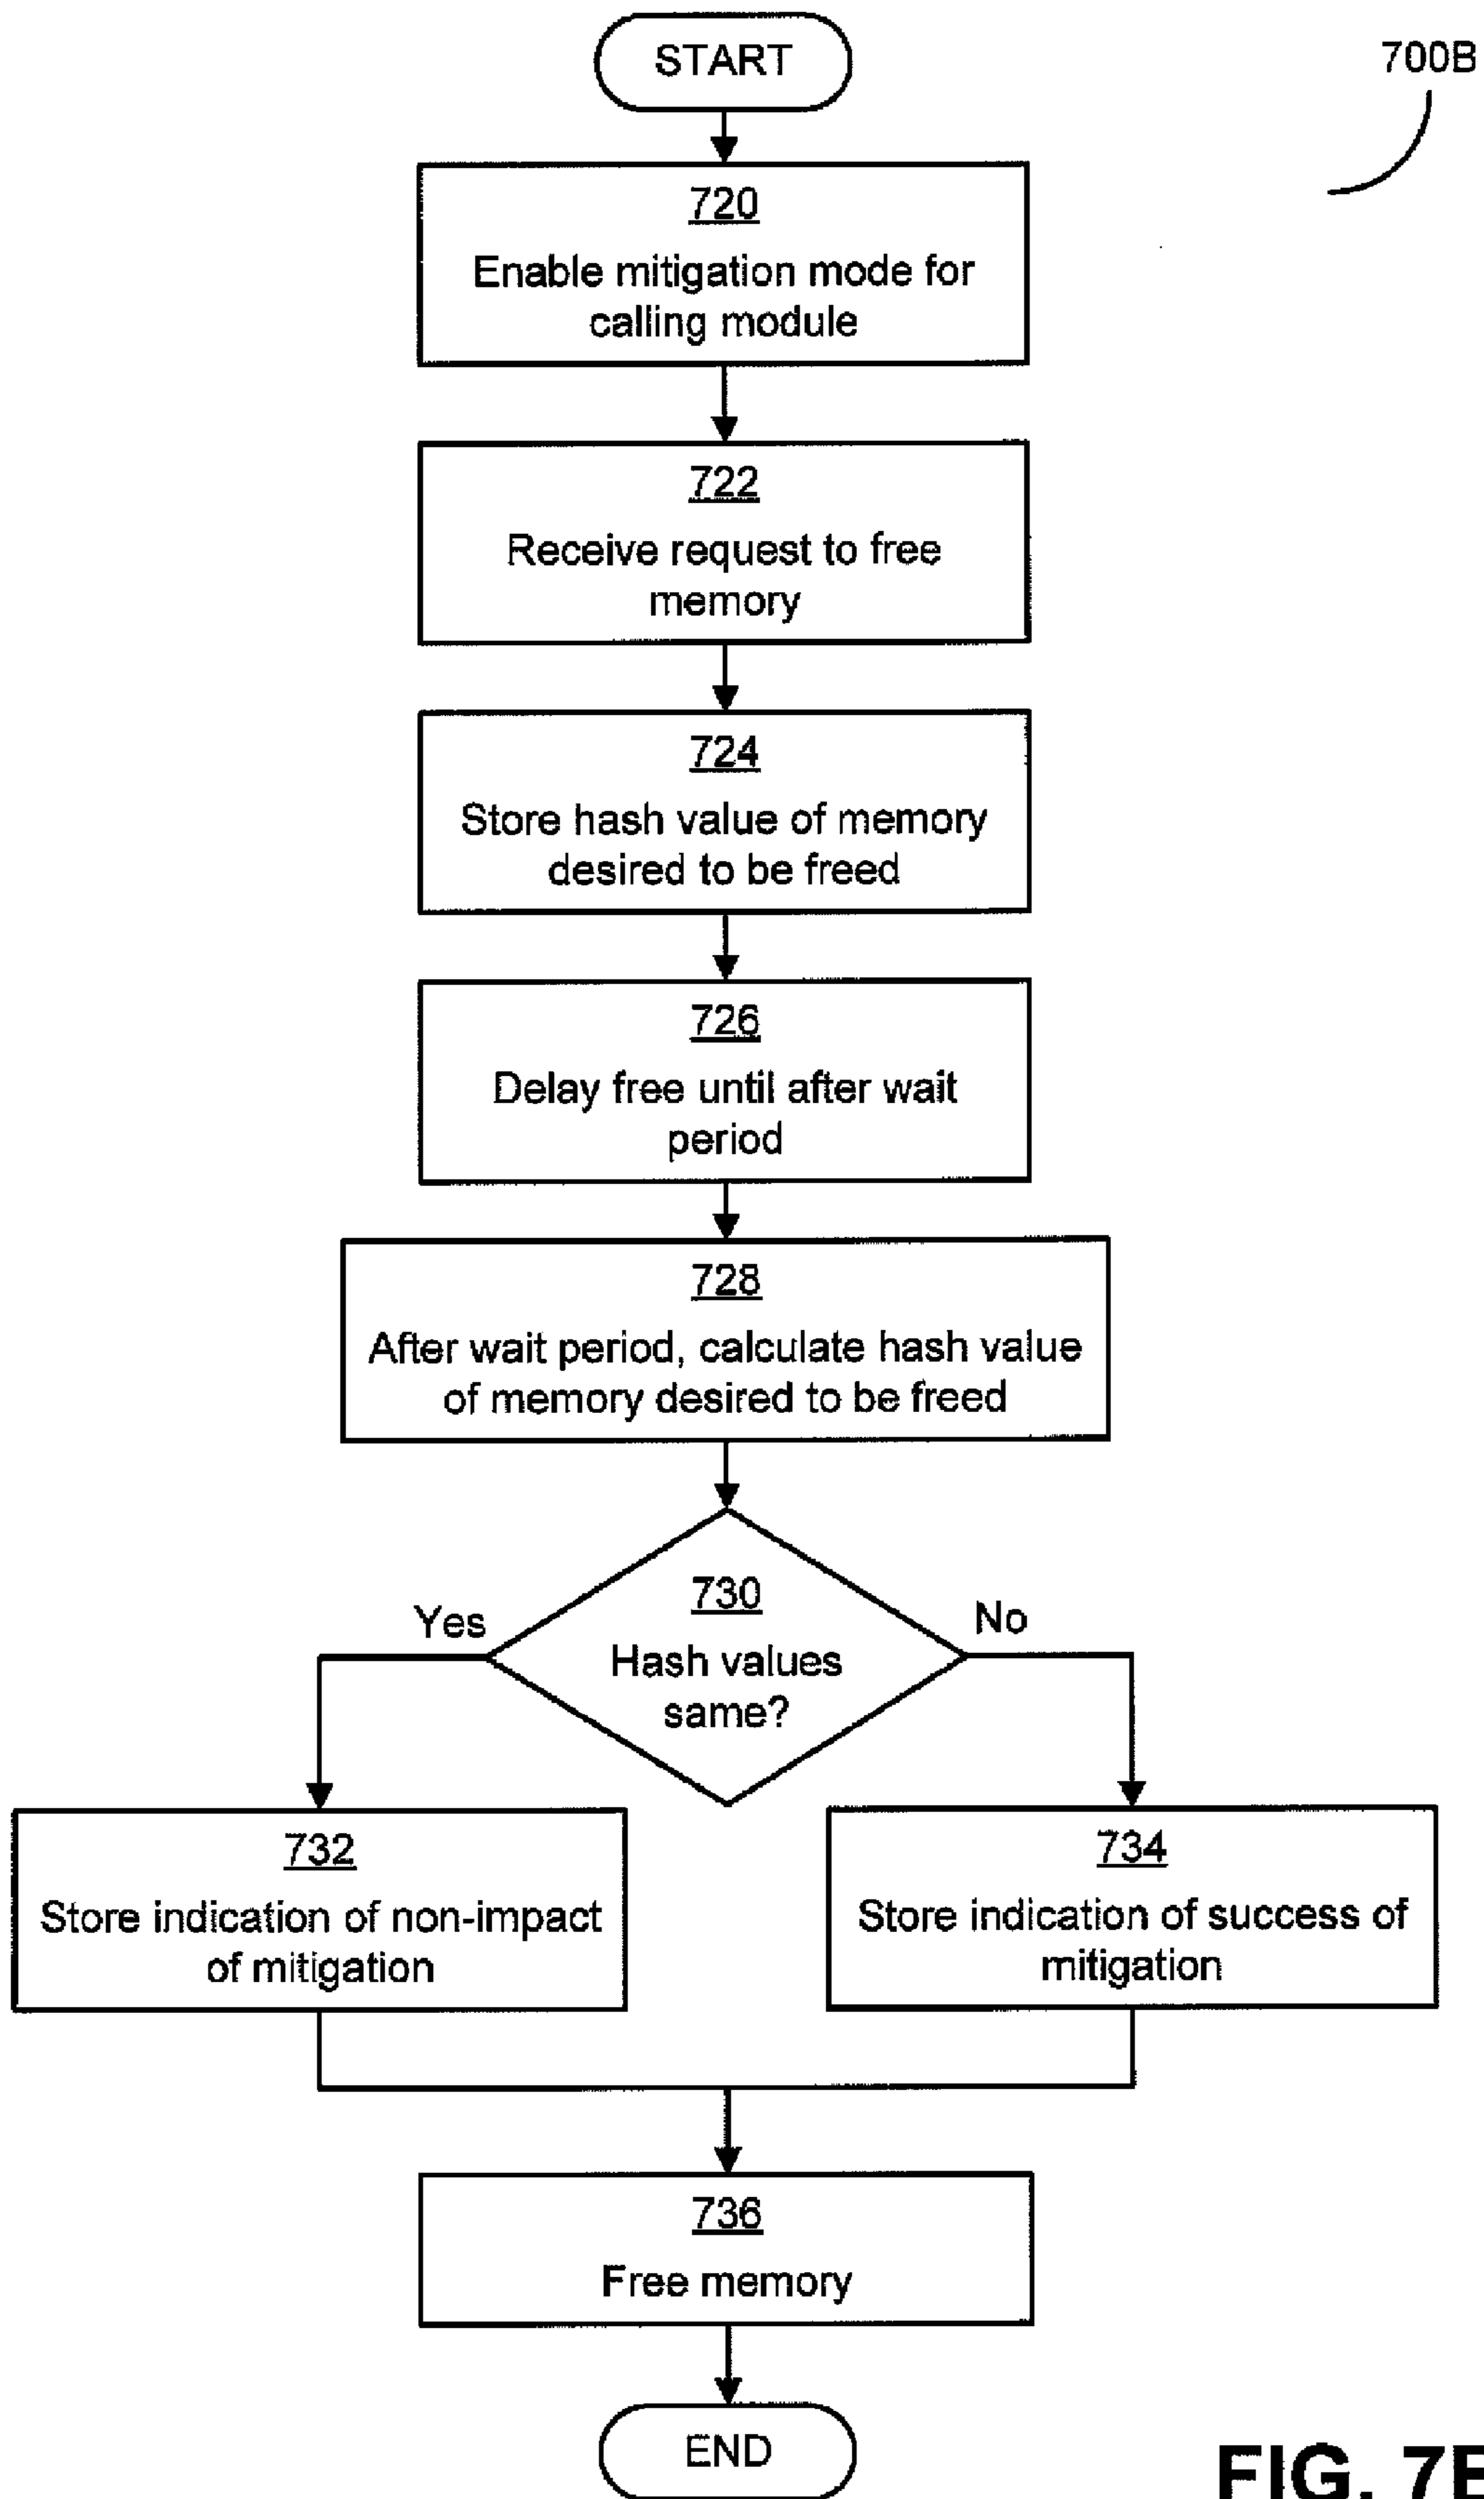 START
700B
720
Enable mitigation mode for
calling module
722
Receive request to free
memory
724
Store hash value of memory
desired to be freed
726
Delay free until after wait
period
728
After wait period, calculate hash value
of memory desired to be freed
730
Hash values
same?
Yes
No
732
Store indication of non-impact
of mitigation
734
Store indication of success of
mitigation
736
Free memory
END
FIG. 7B